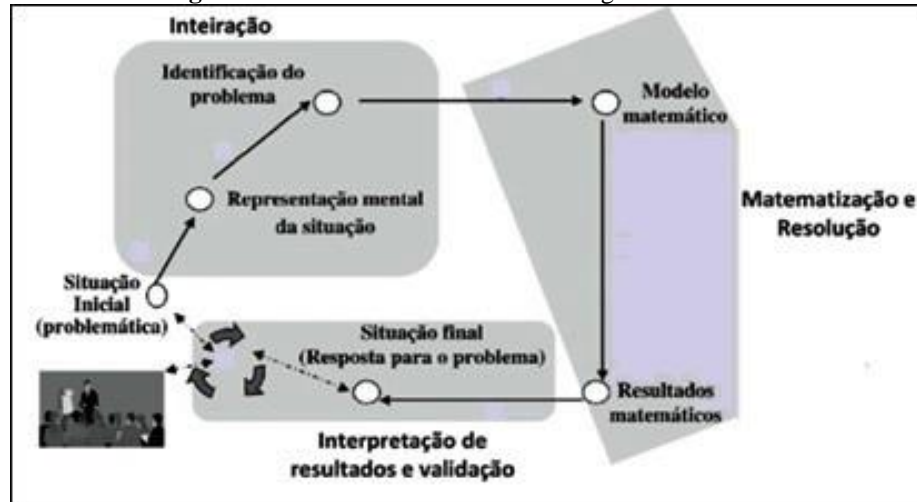 Inteiração
Identificação do
problema
Modelo
matemático
Representação mental
da situação
Matematização e
Resolução
Situação
Inicial
(problemática)
Situação final
(Resposta para o problema)
Resultados
matemáticos
Interpretação de
resultados e validação